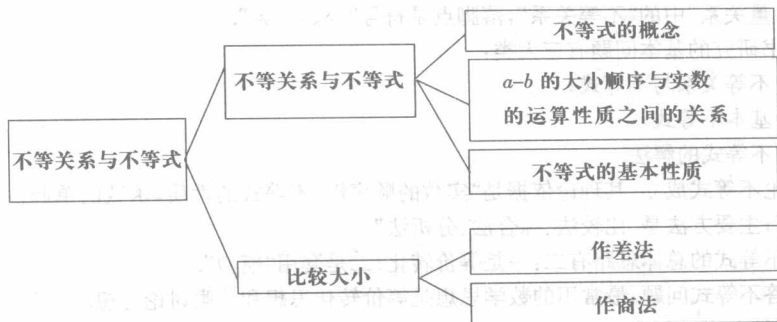 不等式的概念
不等关系与不等式
a-b 的大小顺序与实数
的运算性质之间的关系
不等关系与不等式
不等式的基本性质
比较大小
作差法
作商法